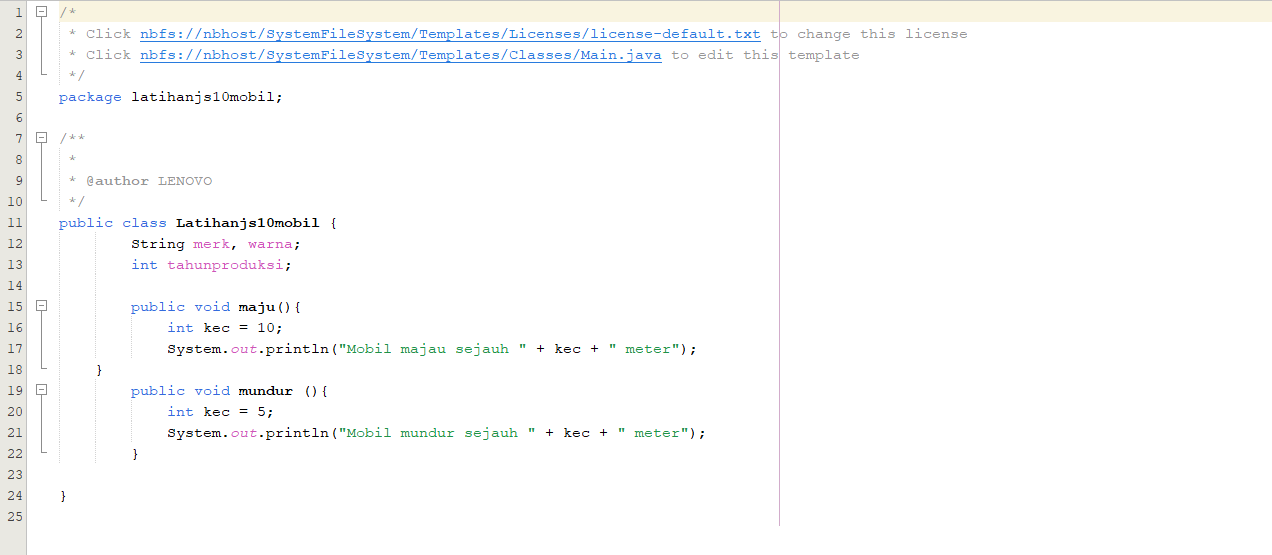 1 /*
2  * Click nbfs://nbhost/SystemFileSystem/Templates/Licenses/license-default.txt to change this license
3  * Click nbfs://nbhost/SystemFileSystem/Templates/Classes/Main.java to edit this template
4  */
5 package latihanjs10mobil;
6
7 /**
8  *
9  * @author LENOVO
10  */
11 public class Latihanjs10mobil {
12         String merk, warna;
13         int tahunproduksi;
14
15         public void maju(){
16             int kec = 10;
17             System.out.println("Mobil majau sejauh " + kec + " meter");
18     }
19         public void mundur (){
20             int kec = 5;
21             System.out.println("Mobil mundur sejauh " + kec + " meter");
22         }
23
24 }
25